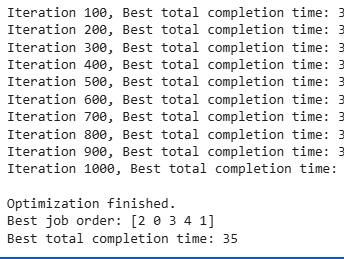 Iteration 100, Best total completion time: 3
Iteration 200, Best total completion time: 3
Iteration 300, Best total completion time: 3
Iteration 400, Best total completion time: 3
Iteration 500, Best total completion time: 3
Iteration 600, Best total completion time: 3
Iteration 700, Best total completion time: 3
Iteration 800, Best total completion time: 3
Iteration 900, Best total completion time: 3
Iteration 1000, Best total completion time:
Optimization finished.
Best job order: [2 0 3 4 1]
Best total completion time: 35